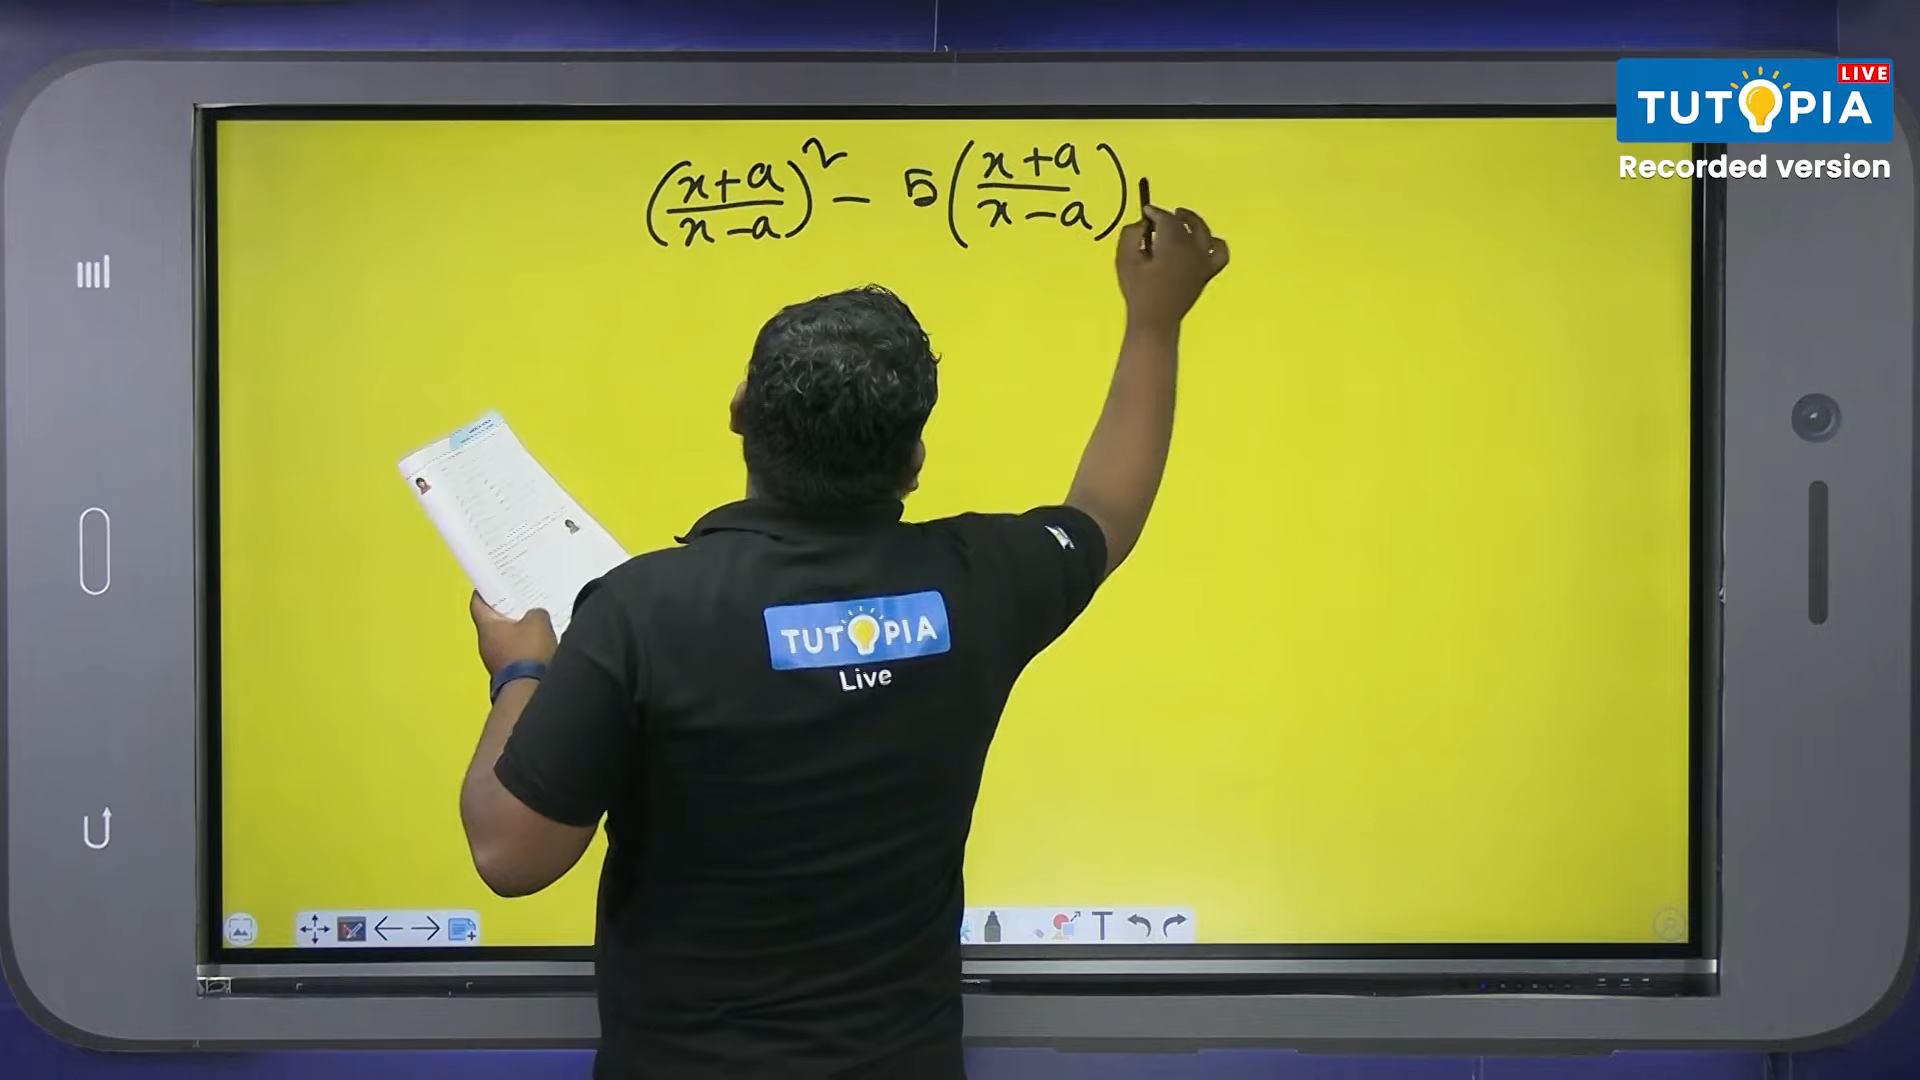 LIVE
TUTOPIA
Recorded version
(x+a/x-a)² - 5(x+a/x-a)
TUTOPIA
Live
T